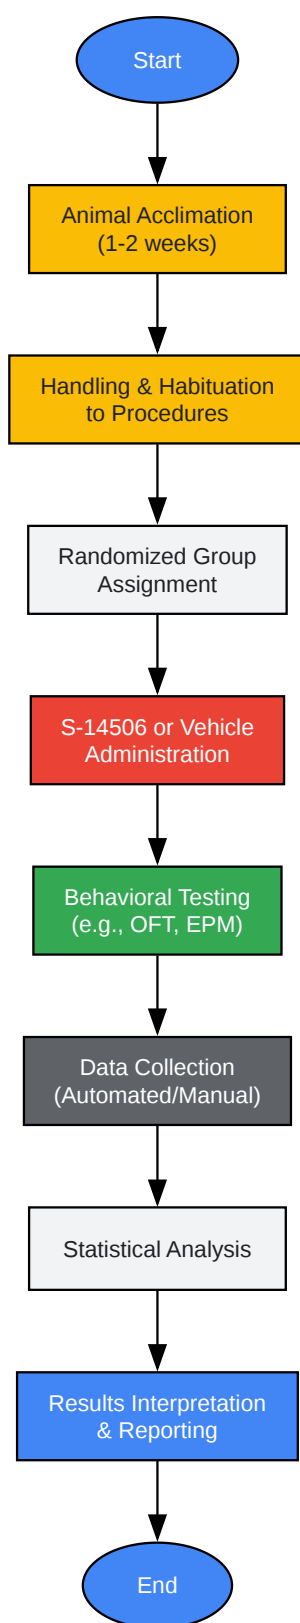 Start
Animal Acclimation
(1-2 weeks)
Handling & Habituation
to Procedures
Randomized Group
Assignment
S-14506 or Vehicle
Administration
Behavioral Testing
(e.g., OFT, EPM)
Data Collection
(Automated/Manual)
Statistical Analysis
Results Interpretation
& Reporting
End